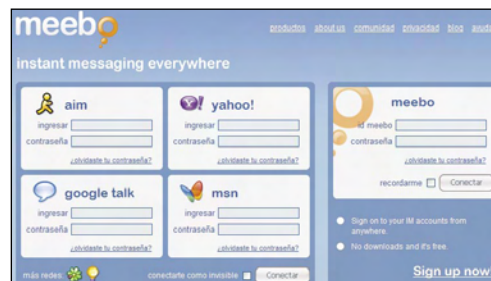 meebo
productos about us comunidad privacidad blog ayuda
instant messaging everywhere
aim
ingresar
contraseña
¿olvidaste tu contraseña?
yahoo!
ingresar
contraseña
¿olvidaste tu contraseña?
google talk
ingresar
contraseña
¿olvidaste tu contraseña?
msn
ingresar
contraseña
¿olvidaste tu contraseña?
más redes:
conectarte como invisible
Conectar
meebo
id meebo
contraseña
¿olvidaste tu contraseña?
recordarme
Conectar
Sign on to your IM accounts from
anywhere.
No downloads and it's free.
Sign up now